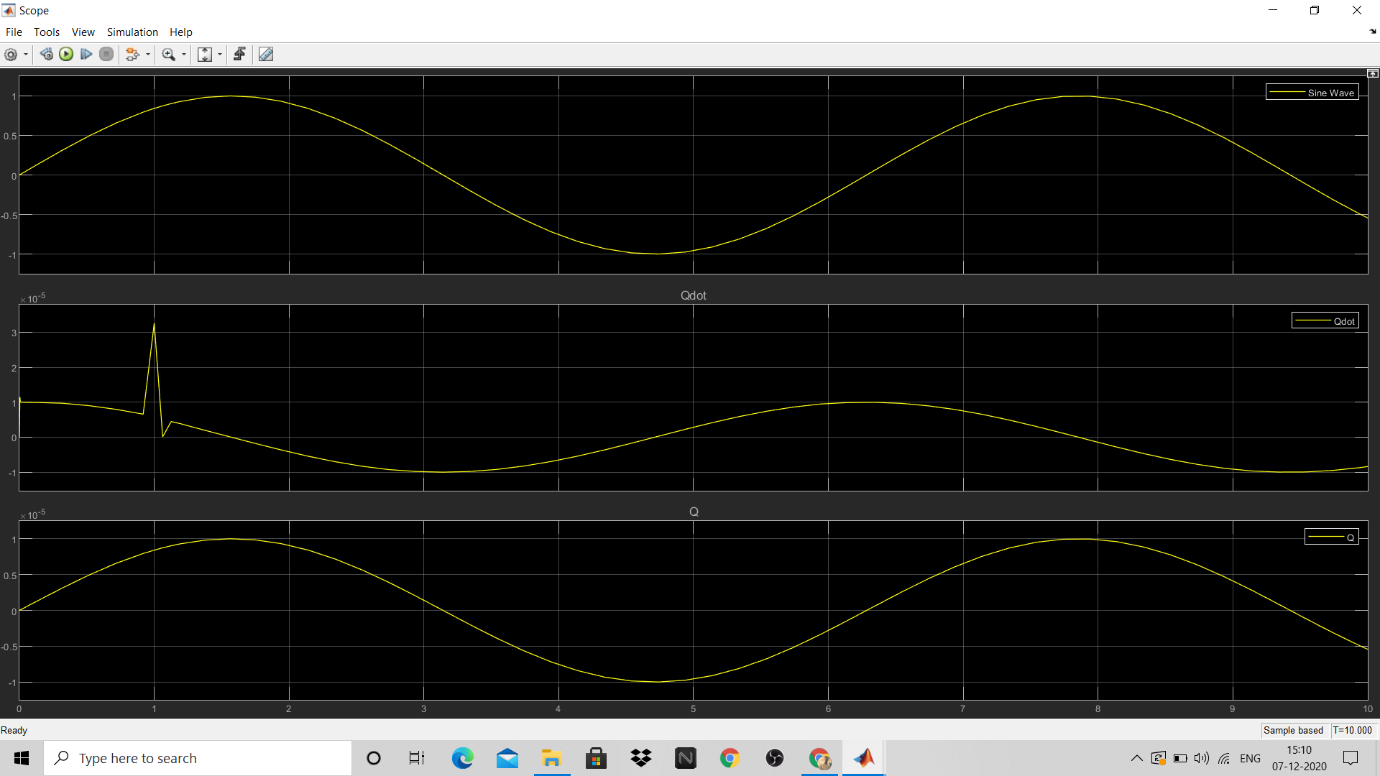 Scope
File Tools View Simulation Help
Sine Wave
1
0.5
0
-0.5
-1
Qdot
×10-5
Qdot
3
2
1
0
-1
Q
×10-5
Q
1
0.5
0
-0.5
-1
0 1 2 3 4 5 6 7 8 9 10
Ready
Sample based T=10.000
Type here to search
ENG
15:10
07-12-2020